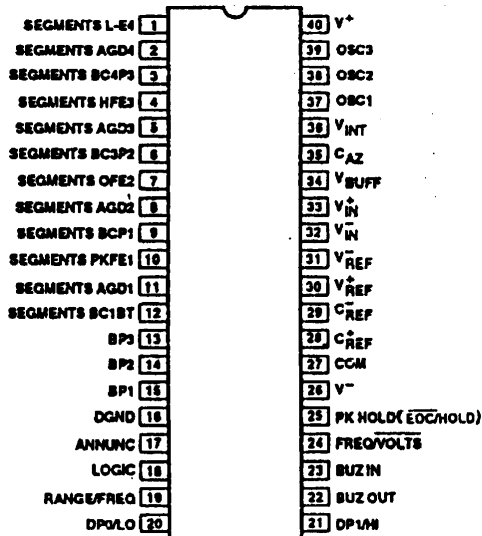 SEGMENTS L-E4 1
SEGMENTS AGD4 2
SEGMENTS BC4P3 3
SEGMENTS HFE3 4
SEGMENTS AGD3 5
SEGMENTS BC3P2 6
SEGMENTS OFE2 7
SEGMENTS AGD2 8
SEGMENTS BCP1 9
SEGMENTS PKFE1 10
SEGMENTS AGD1 11
SEGMENTS BC1BT 12
BP3 13
BP2 14
BP1 15
DGND 16
ANNUNC 17
LOGIC 18
RANGE/FREQ 19
DP0/LO 20
40 V+
39 OSC3
38 OSC2
37 OSC1
36 VINT
35 CAZ
34 VBUFF
33 V+IN
32 V-IN
31 V-REF
30 V+REF
29 C-REF
28 C+REF
27 COM
26 V-
25 PK HOLD(EOC/HOLD)
24 FREQ/VOLTS
23 BUZ IN
22 BUZ OUT
21 DP1/HI